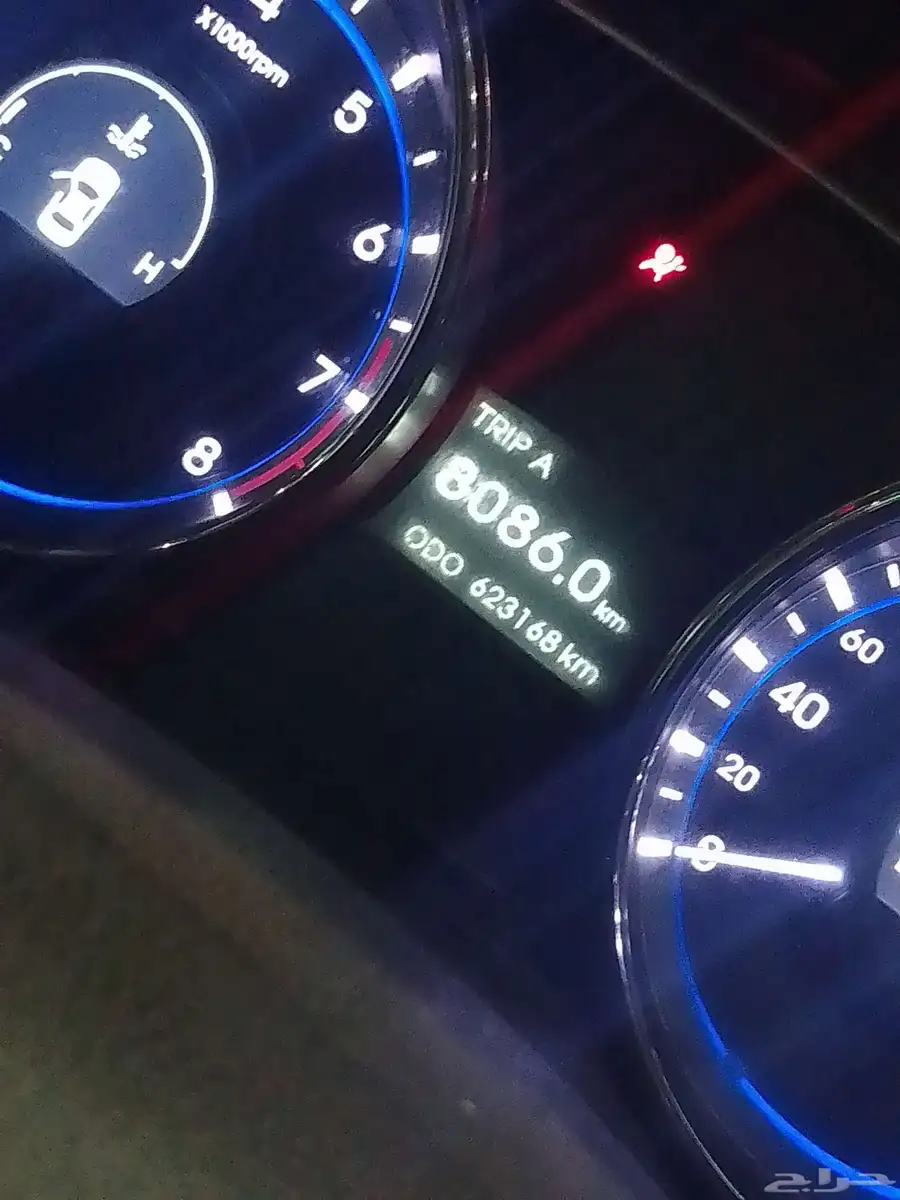 x1000rpm
5
6
7
8
H
TRIP A
8086.0 km
ODO 623168 km
60
40
20
0
حراج